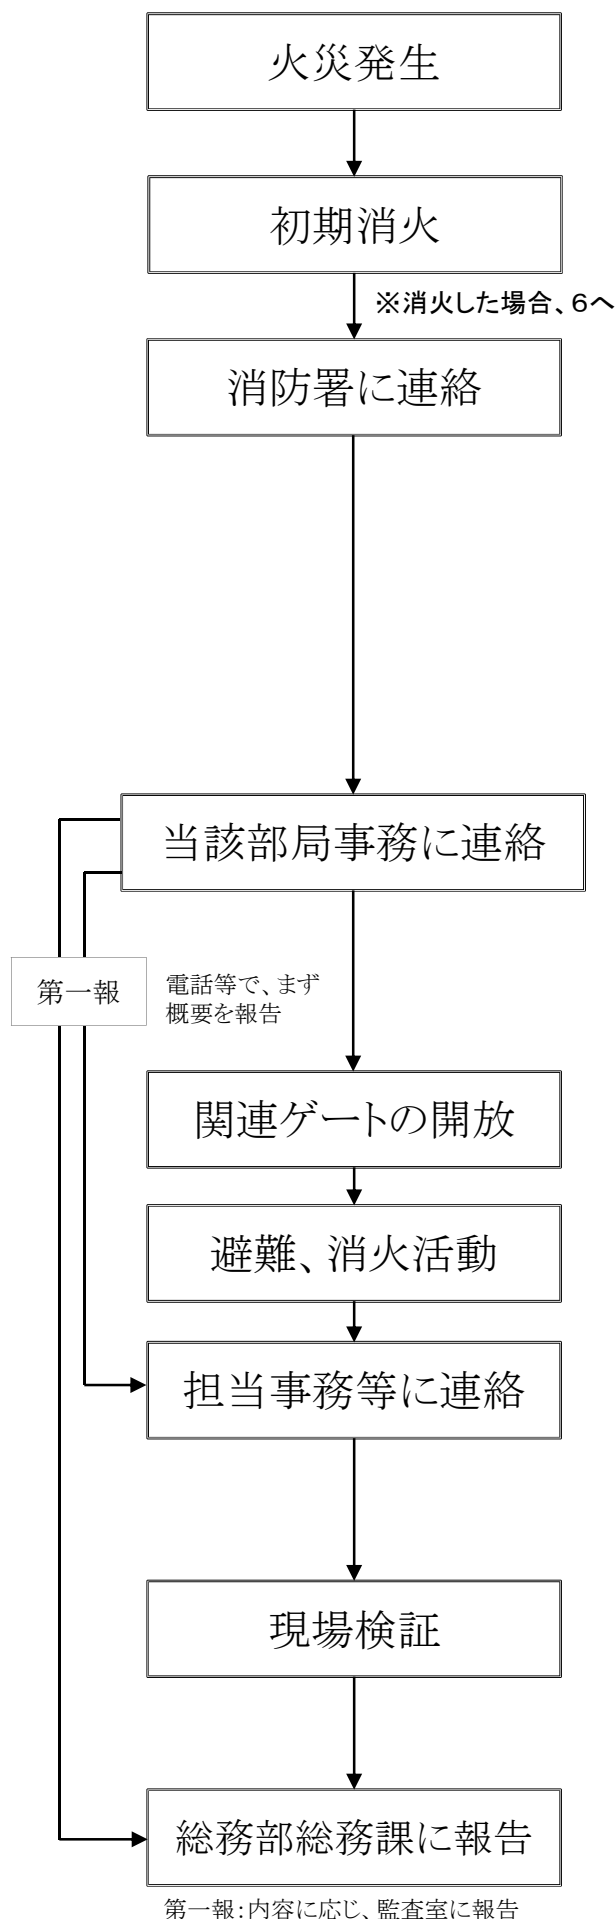 火災発生
初期消火
※消火した場合、6へ
消防署に連絡
当該部局事務に連絡
第一報
電話等で、まず
概要を報告
関連ゲートの開放
避難、消火活動
担当事務等に連絡
現場検証
総務部総務課に報告
第一報：内容に応じ、監査室に報告